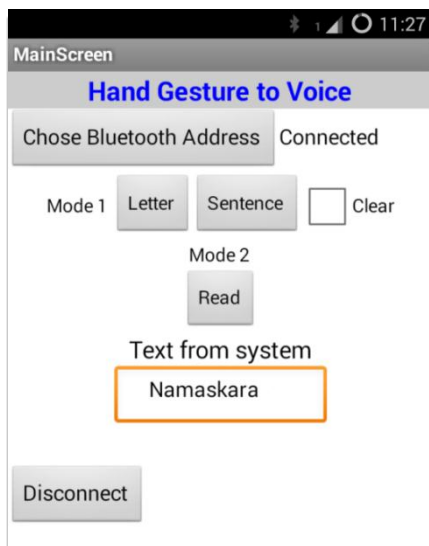 1 11:27
MainScreen
Hand Gesture to Voice
Chose Bluetooth Address Connected
Mode 1 Letter Sentence Clear
Mode 2
Read
Text from system
Namaskara
Disconnect